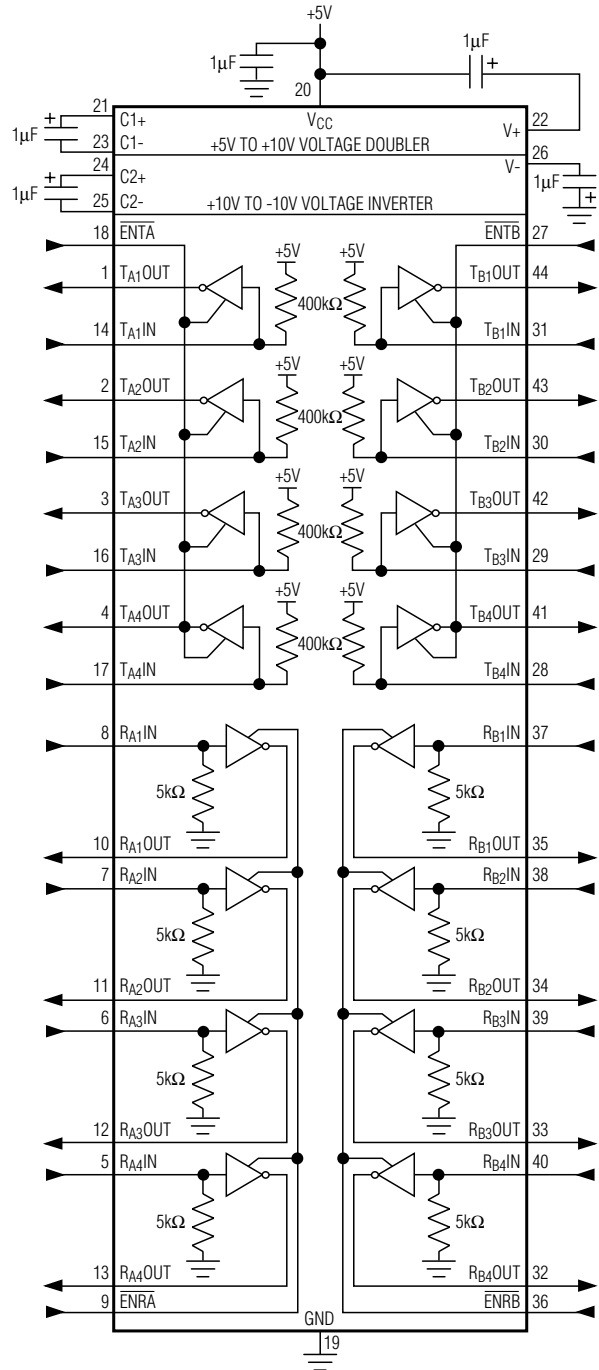 +5V
1µF
1µF
+
20
21
22
+
1µF
C1+
VCC
V+
23
C1-
+5V TO +10V VOLTAGE DOUBLER
26
24
V-
+
1µF
C2+
1µF
+
25
C2-
+10V TO -10V VOLTAGE INVERTER
18
ENTA
ENTB
27
1
TA1OUT
+5V
+5V
TB1OUT
44
400kΩ
14
TA1IN
TB1IN
31
2
TA2OUT
+5V
+5V
TB2OUT
43
400kΩ
15
TA2IN
TB2IN
30
3
TA3OUT
+5V
+5V
TB3OUT
42
400kΩ
16
TA3IN
TB3IN
29
4
TA4OUT
+5V
+5V
TB4OUT
41
400kΩ
17
TA4IN
TB4IN
28
8
RA1IN
RB1IN
37
5kΩ
5kΩ
10
RA1OUT
RB1OUT
35
7
RA2IN
RB2IN
38
5kΩ
5kΩ
11
RA2OUT
RB2OUT
34
6
RA3IN
RB3IN
39
5kΩ
5kΩ
12
RA3OUT
RB3OUT
33
5
RA4IN
RB4IN
40
5kΩ
5kΩ
13
RA4OUT
RB4OUT
32
9
ENRA
ENRB
36
GND
19